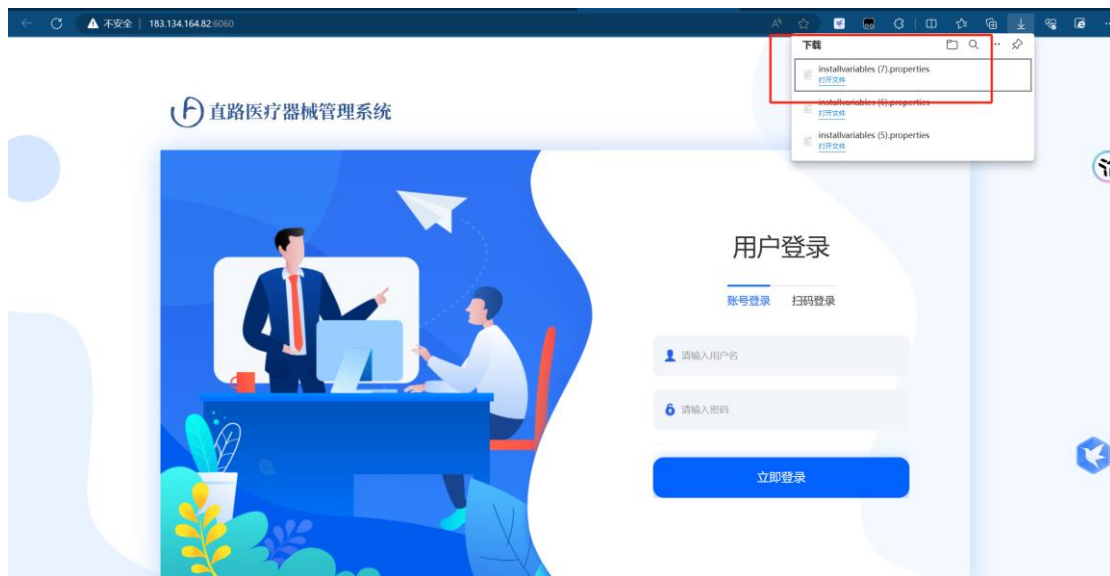 不安全 | 183.134.164.82:6060
下载
installvariables (7).properties
打开文件
installvariables (6).properties
打开文件
installvariables (5).properties
打开文件
直路医疗器械管理系统
用户登录
账号登录 扫码登录
请输入用户名
请输入密码
立即登录